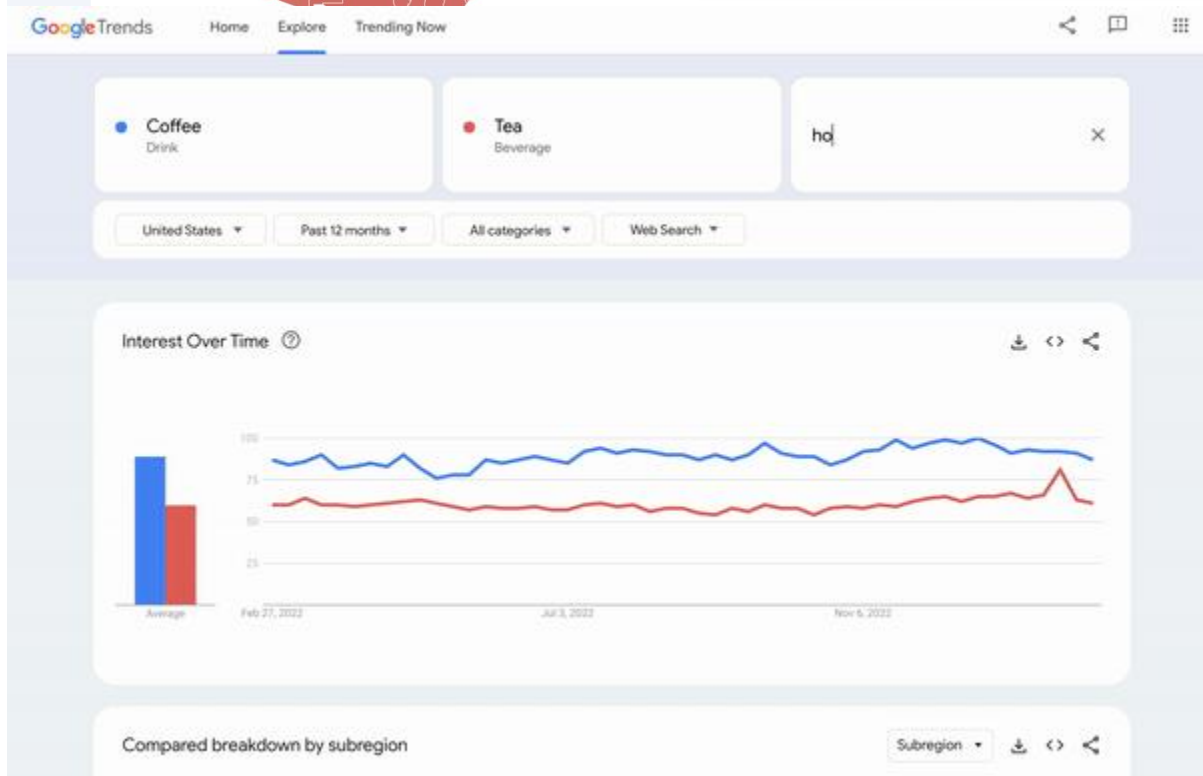 Google Trends Home Explore Trending Now
Coffee
Drink
Tea
Beverage
ho
United States Past 12 months All categories Web Search
Interest Over Time
100
75
50
25
Average Feb 27, 2022 Jul 3, 2022 Nov 6, 2022
Compared breakdown by subregion Subregion